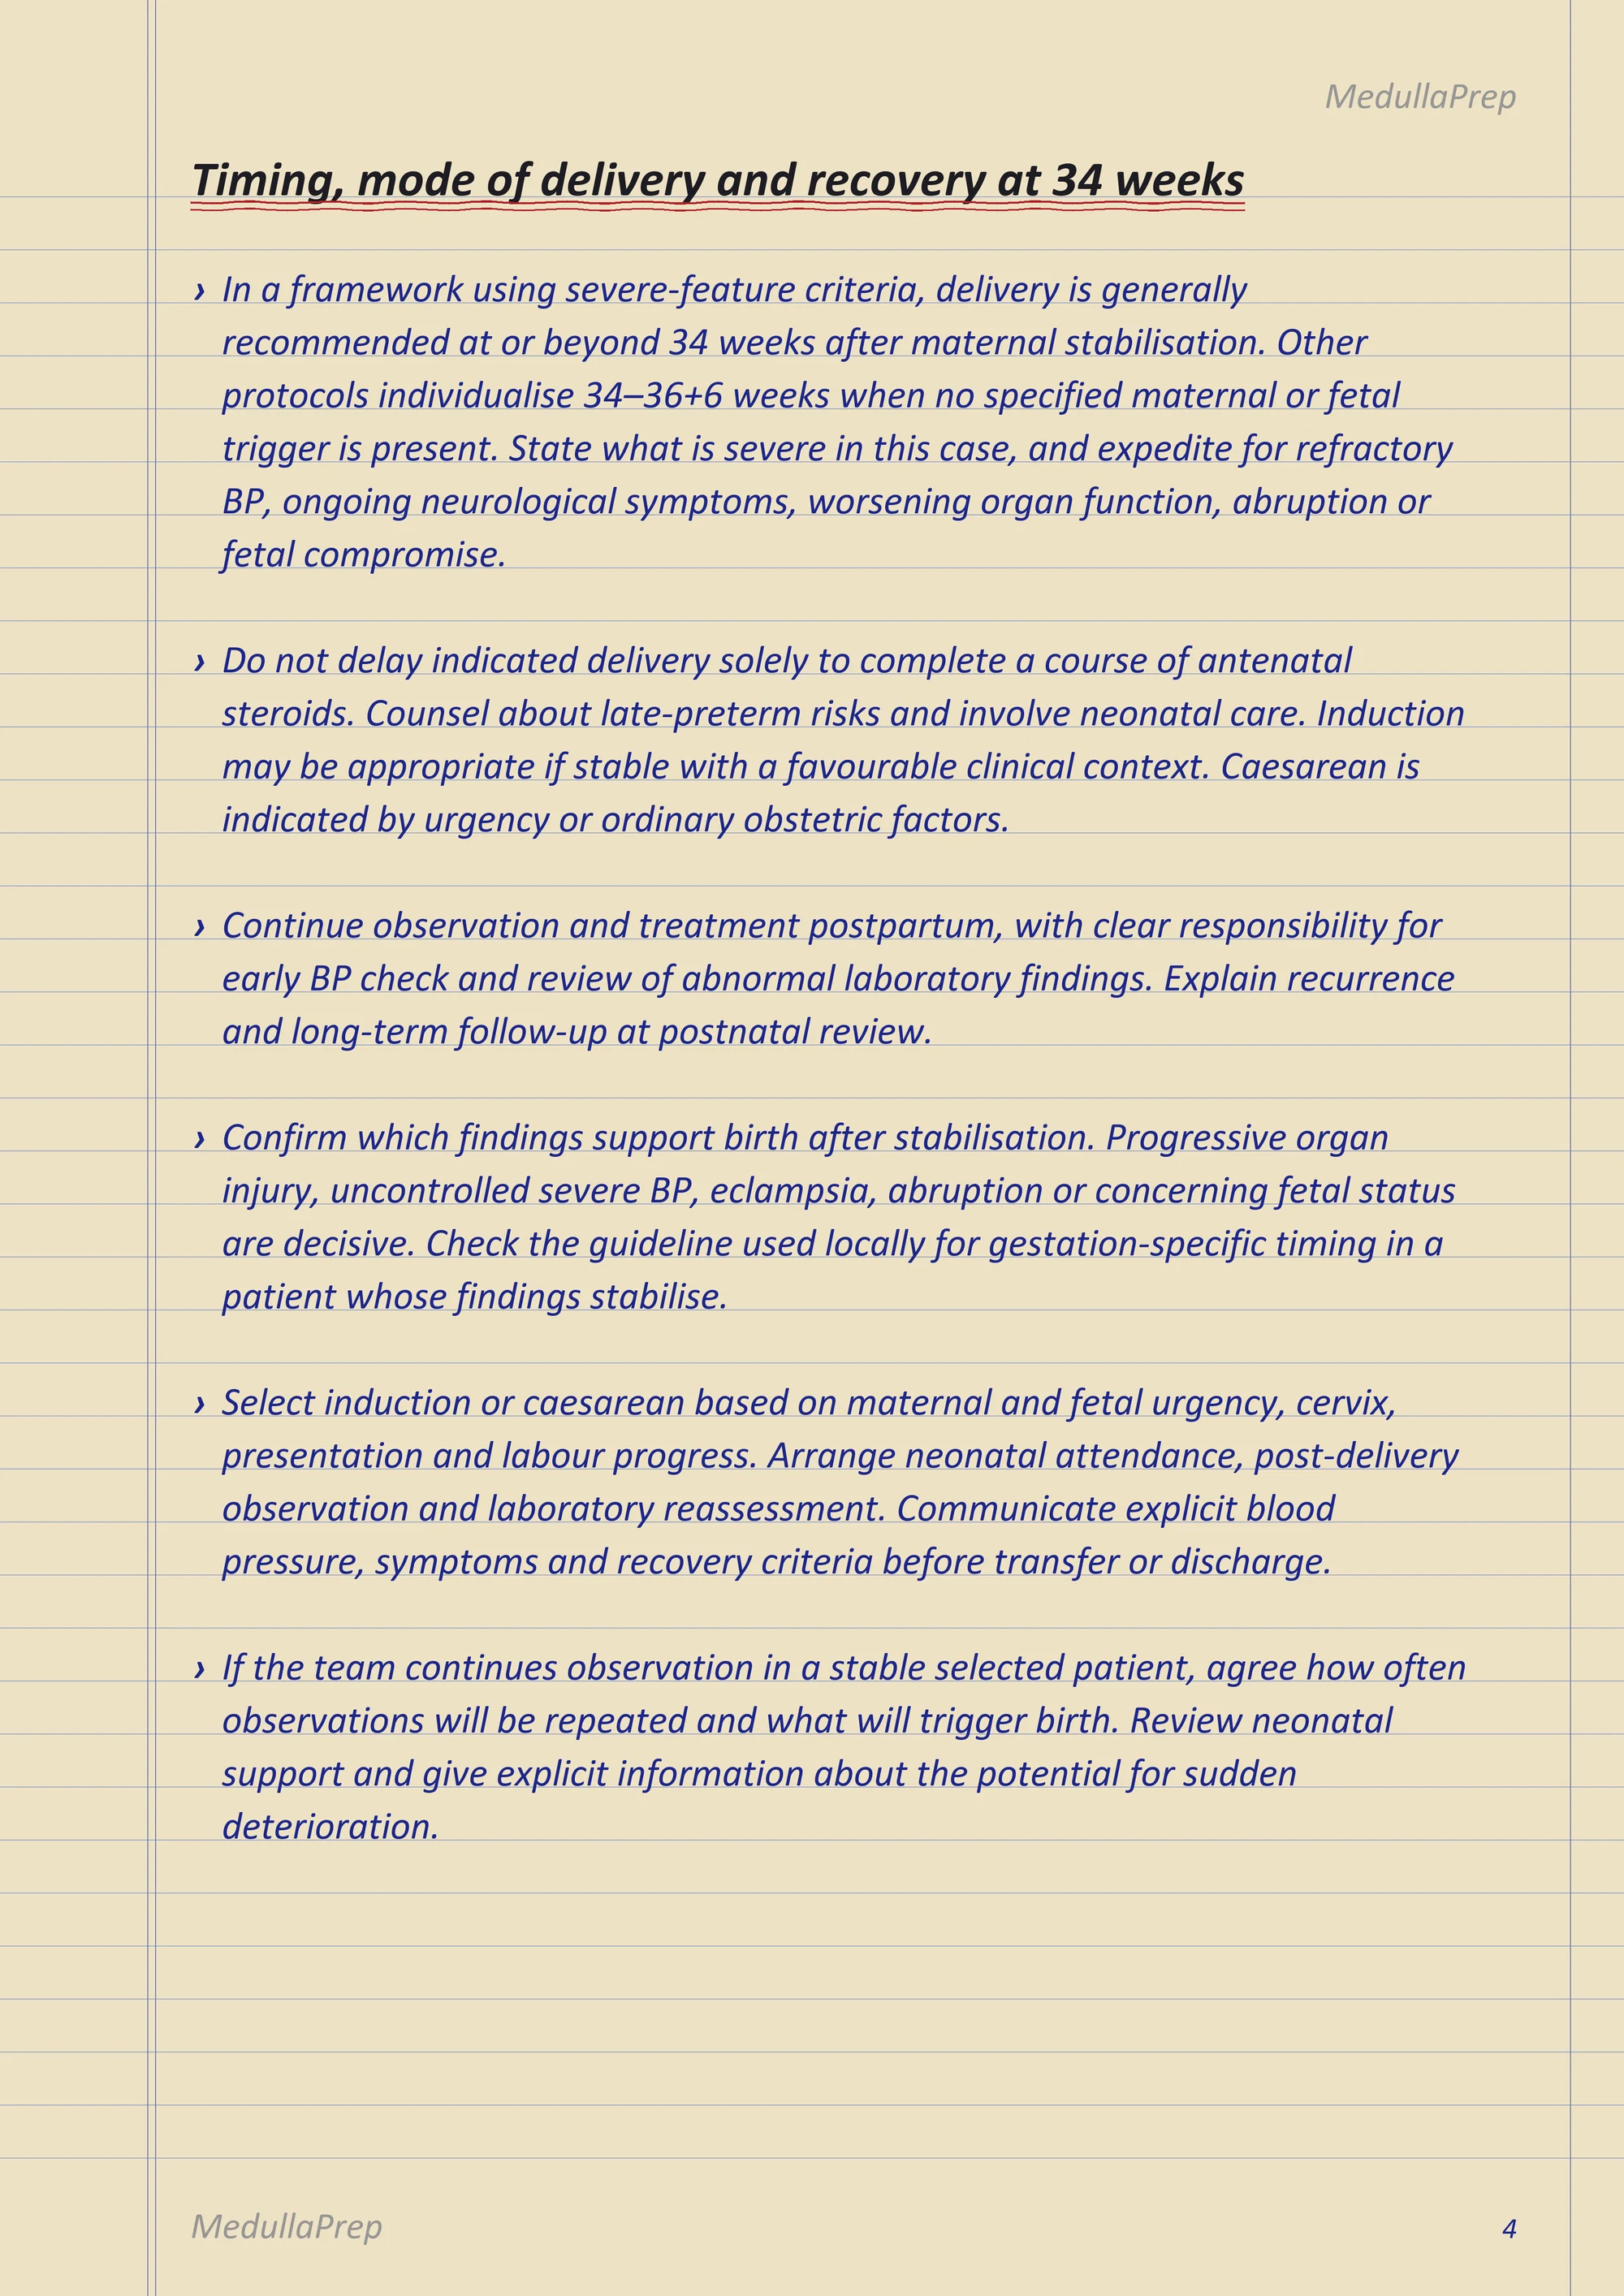 MedullaPrep
Timing, mode of delivery and recovery at 34 weeks
› In a framework using severe-feature criteria, delivery is generally
recommended at or beyond 34 weeks after maternal stabilisation. Other
protocols individualise 34–36+6 weeks when no specified maternal or fetal
trigger is present. State what is severe in this case, and expedite for refractory
BP, ongoing neurological symptoms, worsening organ function, abruption or
fetal compromise.
› Do not delay indicated delivery solely to complete a course of antenatal
steroids. Counsel about late-preterm risks and involve neonatal care. Induction
may be appropriate if stable with a favourable clinical context. Caesarean is
indicated by urgency or ordinary obstetric factors.
› Continue observation and treatment postpartum, with clear responsibility for
early BP check and review of abnormal laboratory findings. Explain recurrence
and long-term follow-up at postnatal review.
› Confirm which findings support birth after stabilisation. Progressive organ
injury, uncontrolled severe BP, eclampsia, abruption or concerning fetal status
are decisive. Check the guideline used locally for gestation-specific timing in a
patient whose findings stabilise.
› Select induction or caesarean based on maternal and fetal urgency, cervix,
presentation and labour progress. Arrange neonatal attendance, post-delivery
observation and laboratory reassessment. Communicate explicit blood
pressure, symptoms and recovery criteria before transfer or discharge.
› If the team continues observation in a stable selected patient, agree how often
observations will be repeated and what will trigger birth. Review neonatal
support and give explicit information about the potential for sudden
deterioration.
MedullaPrep
4